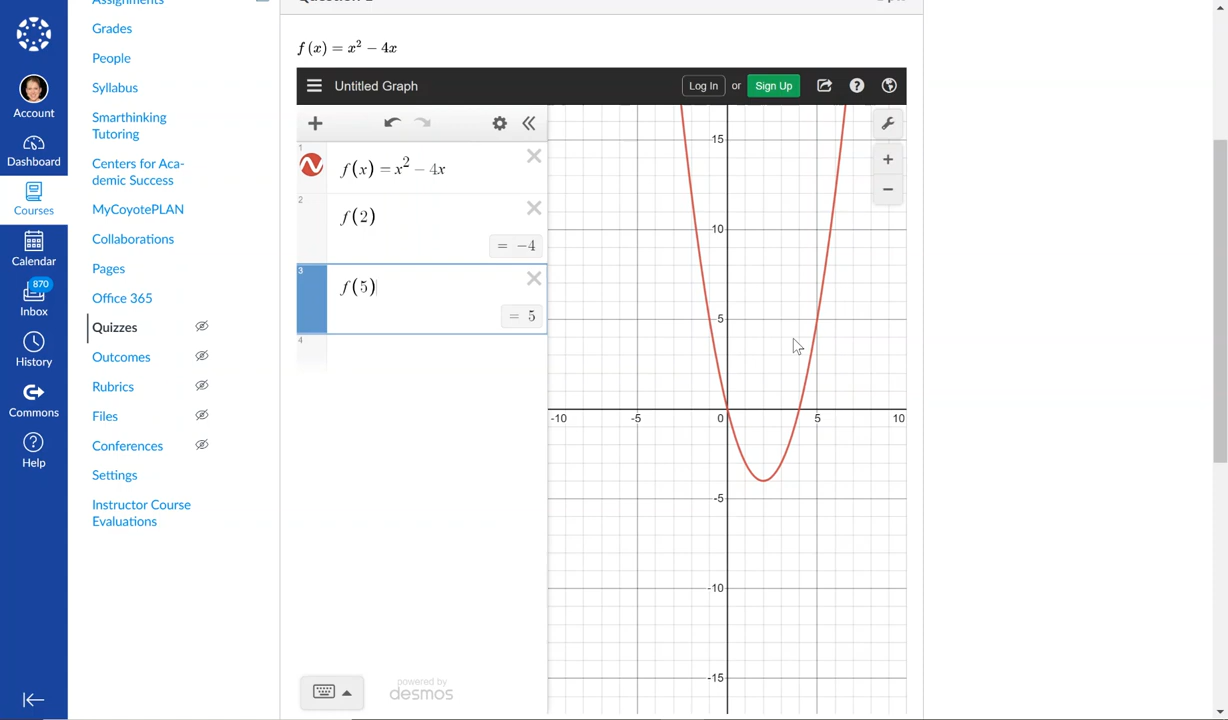 Assignments
Grades
People
Syllabus
Smarthinking
Tutoring
Centers for Aca-
demic Success
MyCoyotePLAN
Collaborations
Pages
Office 365
Quizzes
Outcomes
Rubrics
Files
Conferences
Settings
Instructor Course
Evaluations
Account
Dashboard
Courses
Calendar
870
Inbox
History
Commons
Help
f(x) = x² − 4x
Untitled Graph
Log In or Sign Up
1
f(x) = x² − 4x
2
f(2)
= −4
3
f(5)
= 5
4
powered by
desmos
15
10
5
-10 -5 0 5 10
-5
-10
-15